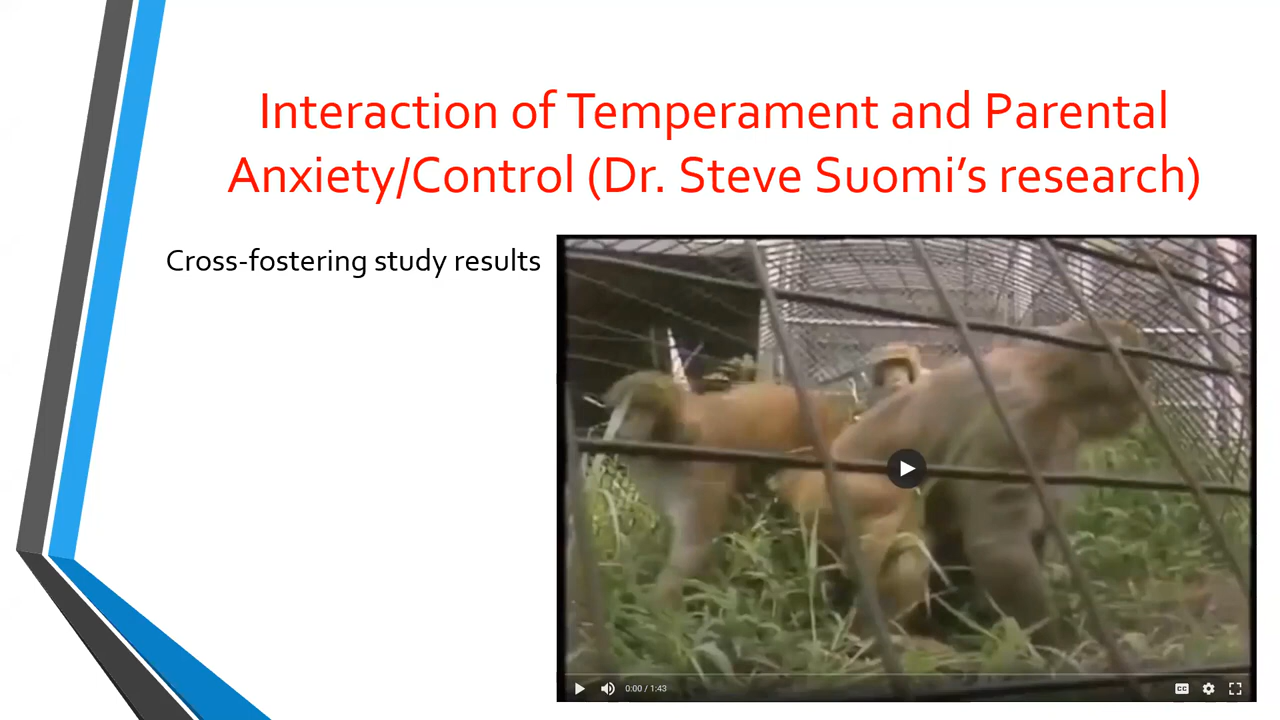 Interaction of Temperament and Parental
Anxiety/Control (Dr. Steve Suomi’s research)
Cross-fostering study results
0:00 / 1:43
CC